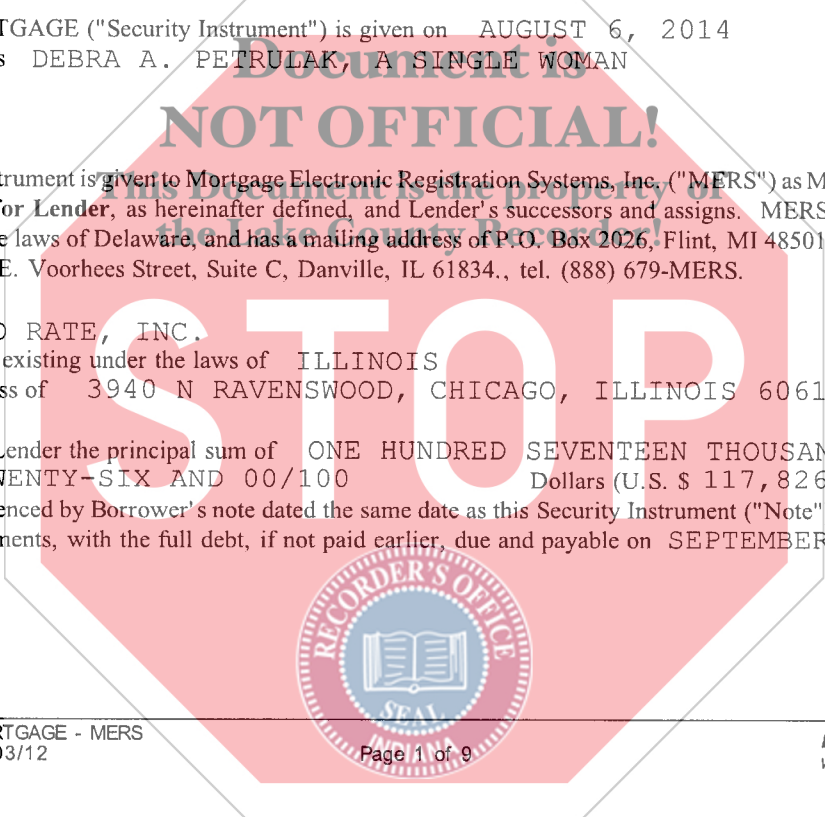 TGAGE ("Security Instrument") is given on AUGUST 6, 2014
s DEBRA A. PETRULAK, A SINGLE WOMAN
Document is
NOT OFFICIAL!
trument is given to Mortgage Electronic Registration Systems, Inc. ("MERS") as M
This Document is the property of
for Lender, as hereinafter defined, and Lender's successors and assigns. MERS
the Lake County Recorder!
e laws of Delaware, and has a mailing address of P.O. Box 2026, Flint, MI 48501
E. Voorhees Street, Suite C, Danville, IL 61834., tel. (888) 679-MERS.
STOP
D RATE, INC.
existing under the laws of ILLINOIS
ss of 3940 N RAVENSWOOD, CHICAGO, ILLINOIS 6061
Lender the principal sum of ONE HUNDRED SEVENTEEN THOUSAN
WENTY-SIX AND 00/100 Dollars (U.S. $ 117,826
enced by Borrower's note dated the same date as this Security Instrument ("Note"
ments, with the full debt, if not paid earlier, due and payable on SEPTEMBER
RECORDER'S OFFICE
SEAL
INDIANA
RTGAGE - MERS
03/12
Page 1 of 9